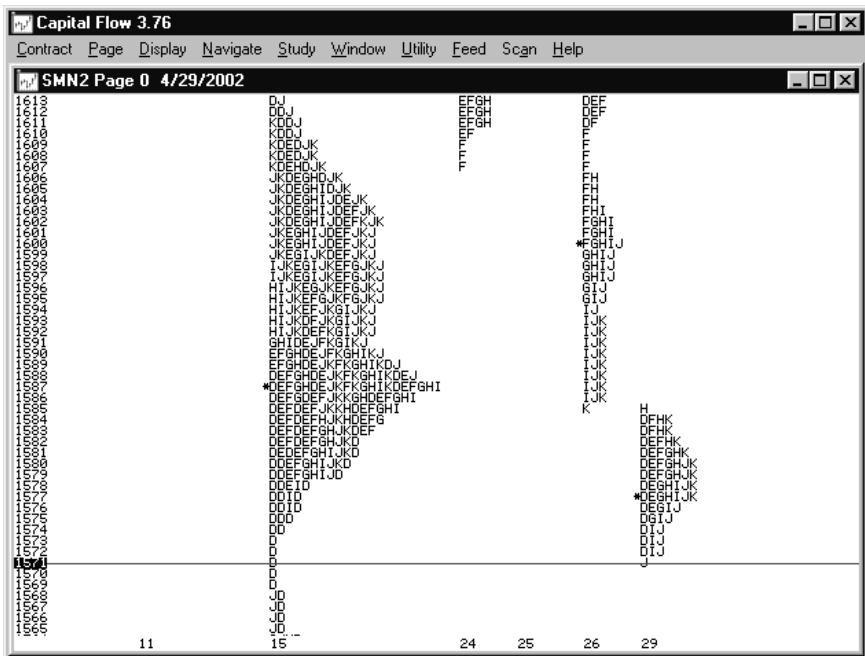 Capital Flow 3.76
Contract Page Display Navigate Study Window Utility Feed Scan Help
SMN2 Page 0 4/29/2002
1613 DJ EFGH DEF
1612 DDJ EFGH DEF
1611 KDDJ EFGH DF
1610 KDDJ EF F
1609 KDEDJK F F
1608 KDEDJK F F
1607 KDEHDJK F F
1606 JKDEGHDJK FH
1605 JKDEGHIDJK FH
1604 JKDEGHIJDEJK FH
1603 JKDEGHIJDEFJK FHI
1602 JKDEGHIJDEFKJK FGHI
1601 JKEGHIJDEFJKJ FGHI
1600 JKEGHIJDEFJKJ *FGHIJ
1599 JKEGIJKDEFJKJ GHIJ
1598 IJKEGIJKEFGJKJ GHIJ
1597 IJKEGIJKEFGJKJ GHIJ
1596 HIJKEGJKEFGJKJ GIJ
1595 HIJKEFGJKFGJKJ GIJ
1594 HIJKEFJKGIJKJ IJ
1593 HIJKDFJKGIJKJ IJK
1592 HIJKDEFKGIJKJ IJK
1591 GHIDEJFKGIKJ IJK
1590 EFGHDEJFKGHIKJ IJK
1589 EFGHDEJKFKGHIKDJ IJK
1588 DEFGHDEJKFKGHIKDEJ IJK
1587 *DEFGHDEJKFKGHIKDEFGHI IJK
1586 DEFGDEFJKKGHDEFGHI IJK
1585 DEFDEFJKKHDEFGHI K H
1584 DEFDEFHJKHDEFG DFHK
1583 DEFDEFGHJKDEF DFHK
1582 DEFDEFGHJKD DEFHK
1581 DEDEFGHIJKD DEFGHK
1580 DDEFGHIJKD DEFGHJK
1579 DDEFGHIJD DEFGHJK
1578 DDEID DEGHIJK
1577 DDID *DEGHIJK
1576 DDID DEGIJ
1575 DDD DGIJ
1574 DD DIJ
1573 D DIJ
1572 D DIJ
1571 D J
1570 D
1569 D
1568 JD
1567 JD
1566 JD
1565 JD
11 15 24 25 26 29